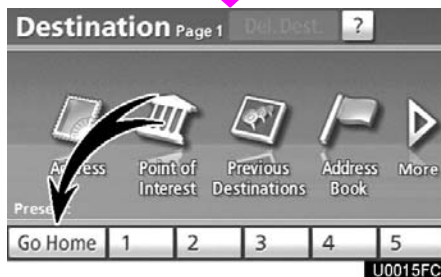 Destination Page 1 Del. Dest. ?
Address Point of Interest Previous Destinations Address Book More
Preset
Go Home 1 2 3 4 5
U0015FC